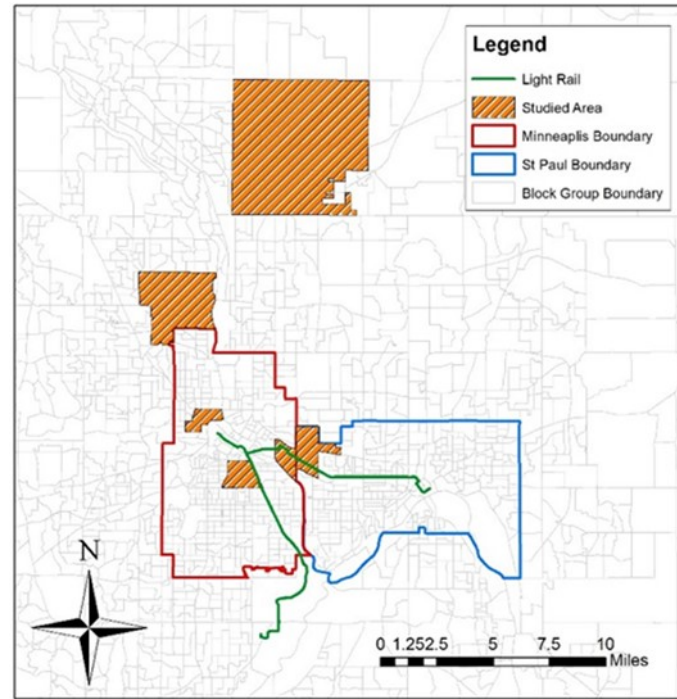 Legend
Light Rail
Studied Area
Minneaplis Boundary
St Paul Boundary
Block Group Boundary
N
0 1.252.5 5 7.5 10
Miles